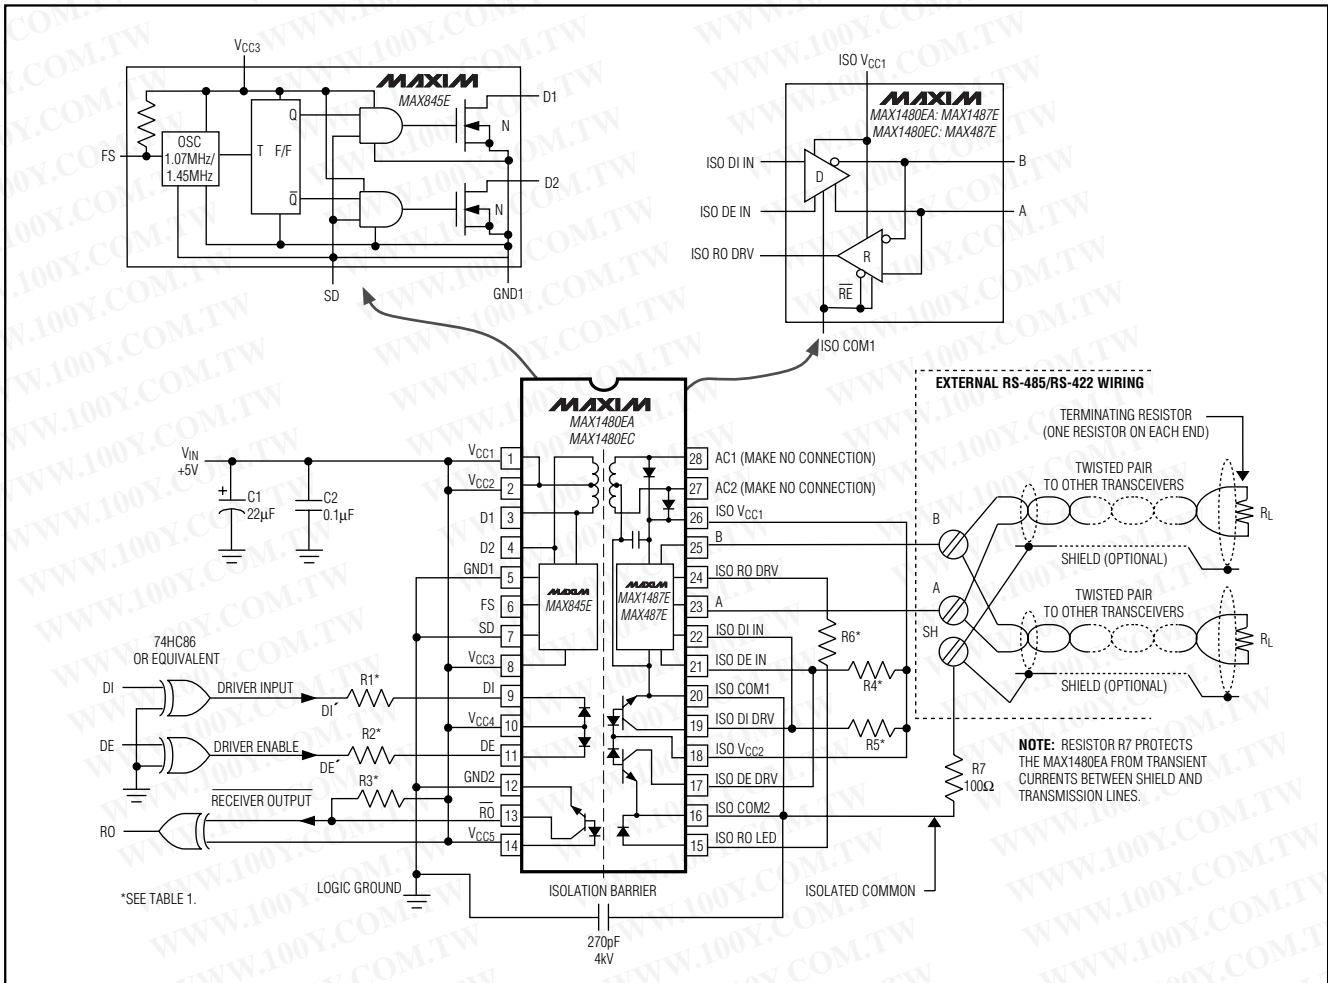 VCC3
MAXIM
MAX845E
D1
Q
N
OSC
1.07MHz/
1.45MHz
FS
T F/F
D2
Q̅
N
SD
GND1
ISO VCC1
MAXIM
MAX1480EA: MAX1487E
MAX1480EC: MAX487E
ISO DI IN
B
D
ISO DE IN
A
ISO RO DRV
R
R̅E̅
ISO COM1
MAXIM
MAX1480EA
MAX1480EC
VIN
+5V
C1
22µF
C2
0.1µF
VCC1
1
VCC2
2
D1
3
D2
4
GND1
5
FS
6
SD
7
VCC3
8
DI
9
VCC4
10
DE
11
GND2
12
R̅O̅
13
VCC5
14
MAXIM
MAX845E
MAXIM
MAX1487E
MAX487E
28
AC1 (MAKE NO CONNECTION)
27
AC2 (MAKE NO CONNECTION)
26
ISO VCC1
25
B
24
ISO RO DRV
23
A
22
ISO DI IN
21
ISO DE IN
20
ISO COM1
19
ISO DI DRV
18
ISO VCC2
17
ISO DE DRV
16
ISO COM2
15
ISO RO LED
R6*
R4*
R5*
74HC86
OR EQUIVALENT
DI
DRIVER INPUT
DI´
R1*
DE
DRIVER ENABLE
DE´
R2*
R3*
R̅E̅C̅E̅I̅V̅E̅R̅ O̅U̅T̅P̅U̅T̅
RO
*SEE TABLE 1.
LOGIC GROUND
ISOLATION BARRIER
270pF
4kV
ISOLATED COMMON
EXTERNAL RS-485/RS-422 WIRING
TERMINATING RESISTOR
(ONE RESISTOR ON EACH END)
TWISTED PAIR
TO OTHER TRANSCEIVERS
B
RL
SHIELD (OPTIONAL)
A
TWISTED PAIR
TO OTHER TRANSCEIVERS
SH
RL
SHIELD (OPTIONAL)
R7
100Ω
NOTE: RESISTOR R7 PROTECTS
THE MAX1480EA FROM TRANSIENT
CURRENTS BETWEEN SHIELD AND
TRANSMISSION LINES.
WWW.100Y.COM.TW